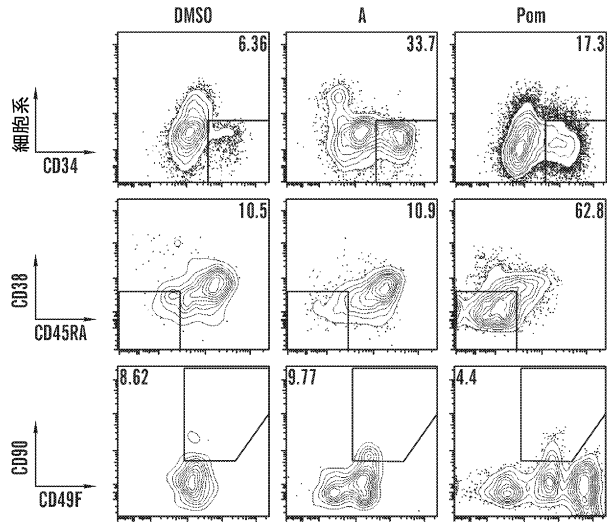 DMSO A Pom
6.36 33.7 17.3
細胞系
CD34
10.5 10.9 62.8
CD38
CD45RA
8.62 9.77 4.4
CD90
CD49F